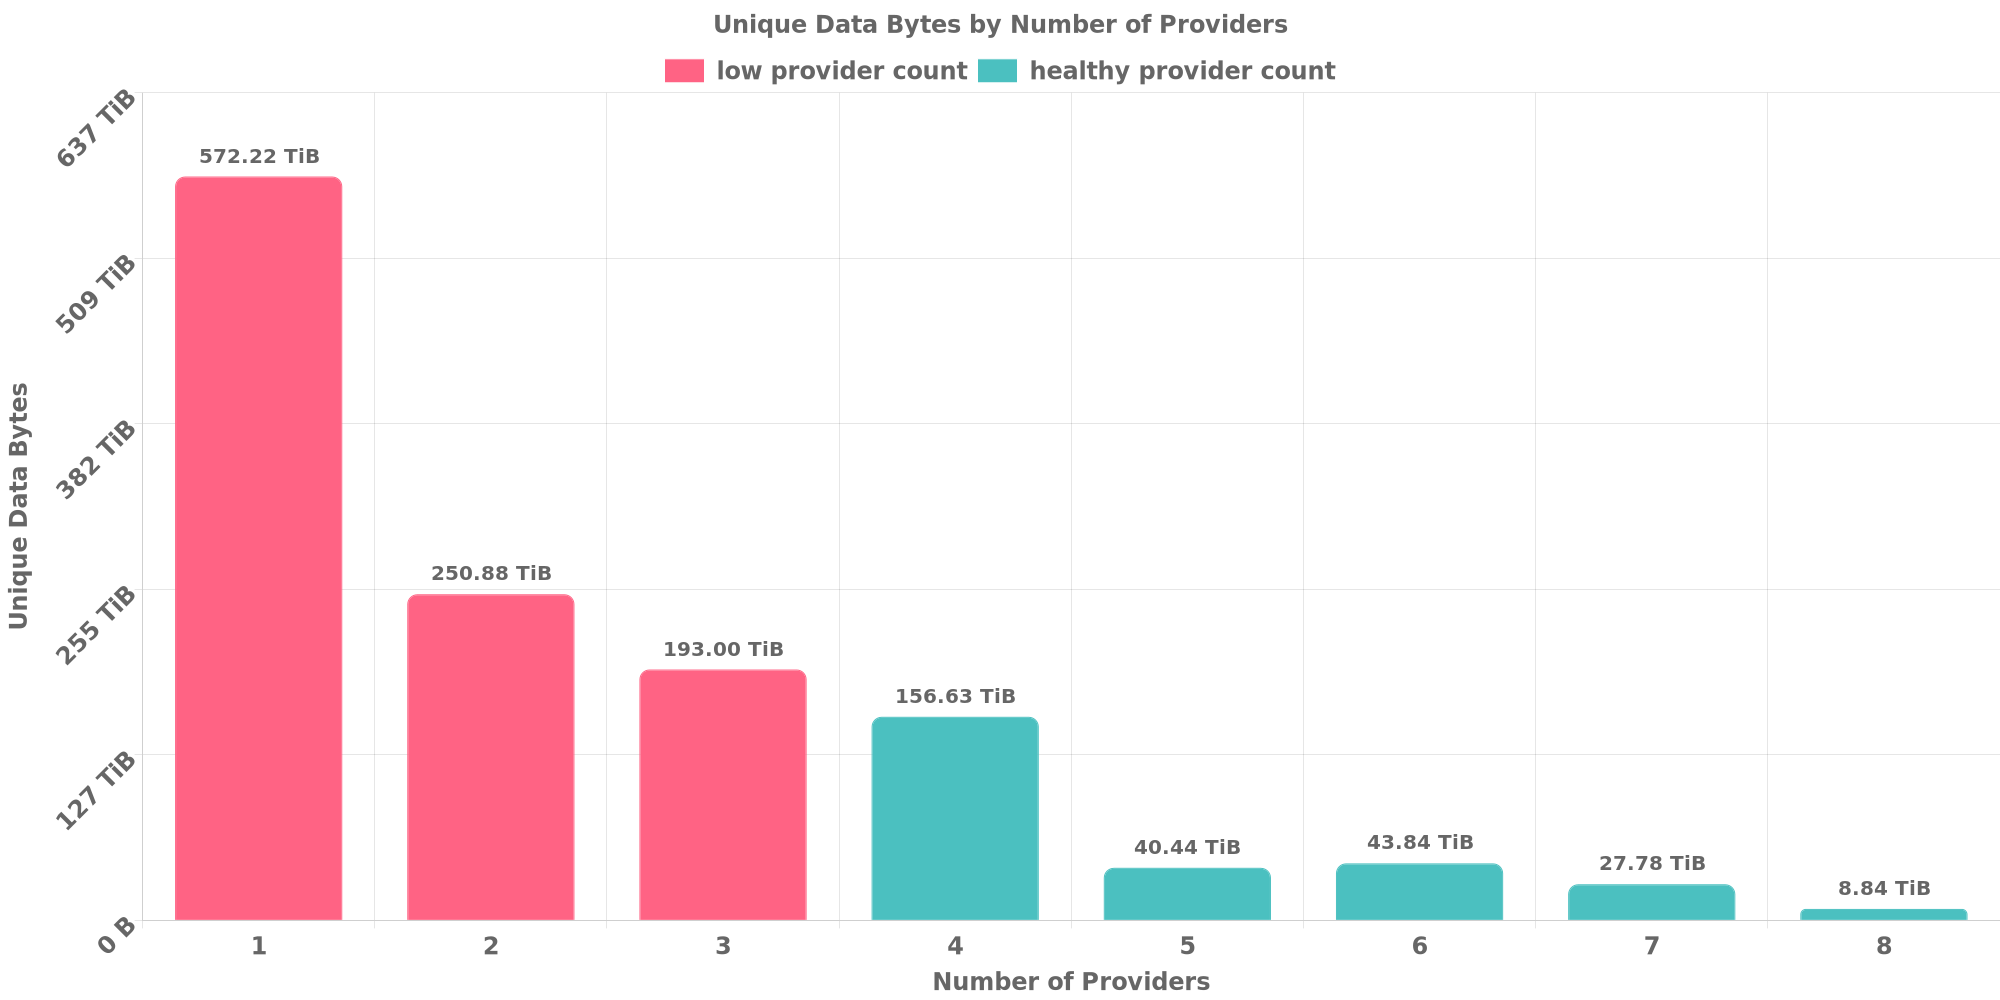 Unique Data Bytes by Number of Providers
low provider count
healthy provider count
637 TiB
509 TiB
382 TiB
255 TiB
127 TiB
0 B
Unique Data Bytes
572.22 TiB
250.88 TiB
193.00 TiB
156.63 TiB
40.44 TiB
43.84 TiB
27.78 TiB
8.84 TiB
1
2
3
4
5
6
7
8
Number of Providers